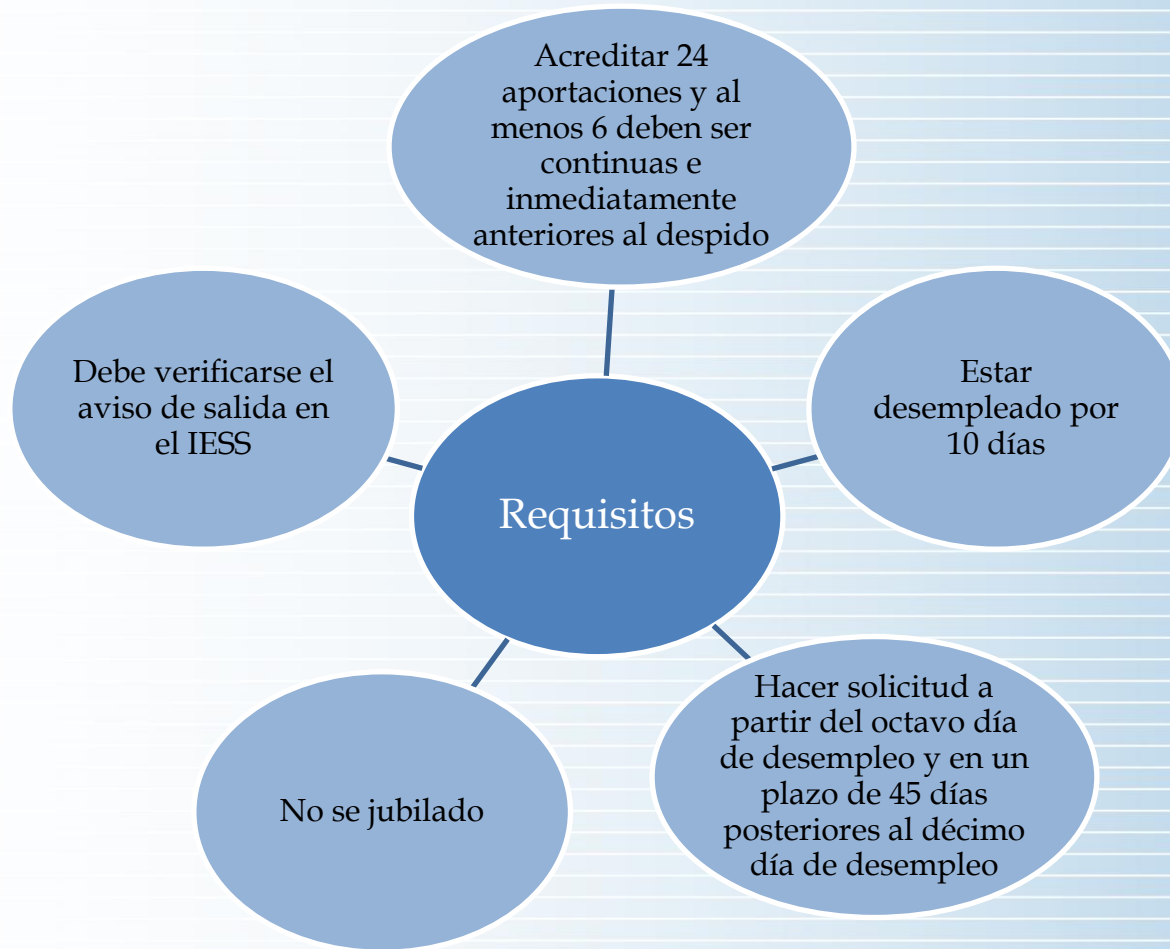 Acreditar 24
aportaciones y al
menos 6 deben ser
continuas e
inmediatamente
anteriores al despido
Debe verificarse el
aviso de salida en
el IESS
Estar
desempleado por
10 días
Requisitos
No se jubilado
Hacer solicitud a
partir del octavo día
de desempleo y en un
plazo de 45 días
posteriores al décimo
día de desempleo